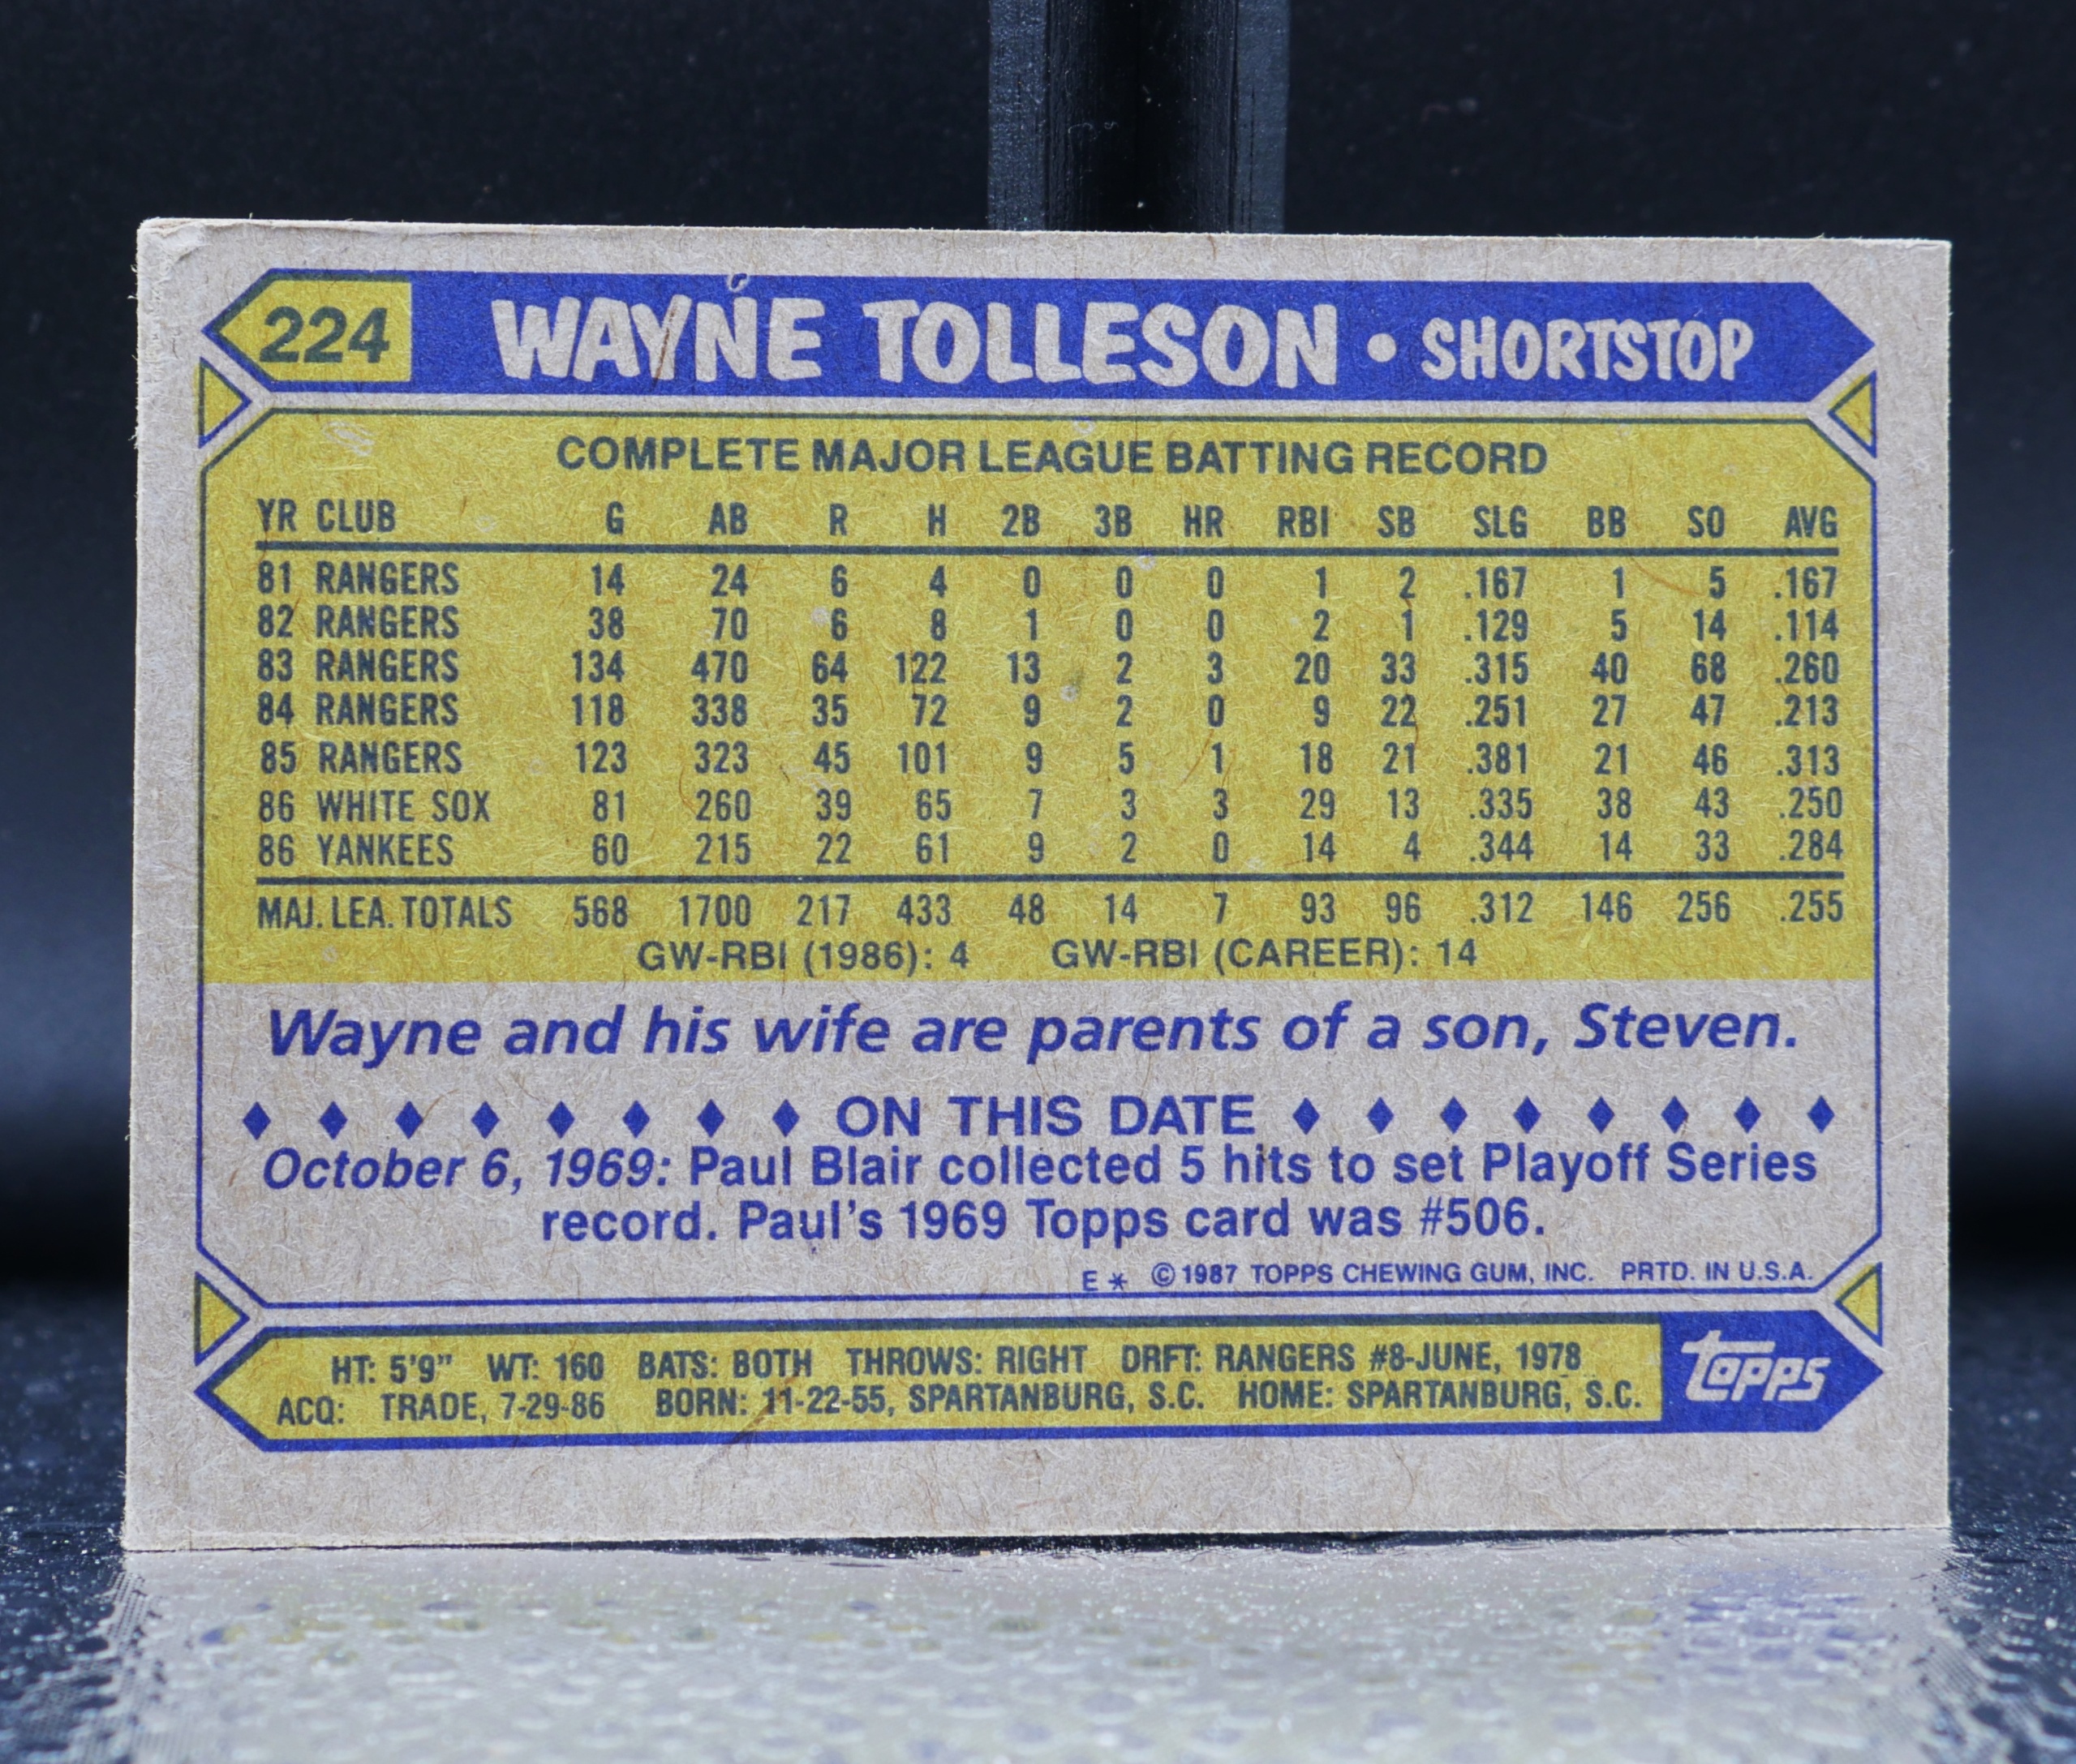 224 WAYNE TOLLESON • SHORTSTOP
COMPLETE MAJOR LEAGUE BATTING RECORD
YR CLUB G AB R H 2B 3B HR RBI SB SLG BB SO AVG
81 RANGERS 14 24 6 4 0 0 0 1 2 .167 1 5 .167
82 RANGERS 38 70 6 8 1 0 0 2 1 .129 5 14 .114
83 RANGERS 134 470 64 122 13 2 3 20 33 .315 40 68 .260
84 RANGERS 118 338 35 72 9 2 0 9 22 .251 27 47 .213
85 RANGERS 123 323 45 101 9 5 1 18 21 .381 21 46 .313
86 WHITE SOX 81 260 39 65 7 3 3 29 13 .335 38 43 .250
86 YANKEES 60 215 22 61 9 2 0 14 4 .344 14 33 .284
MAJ. LEA. TOTALS 568 1700 217 433 48 14 7 93 96 .312 146 256 .255
GW-RBI (1986): 4 GW-RBI (CAREER): 14
Wayne and his wife are parents of a son, Steven.
♦ ♦ ♦ ♦ ♦ ♦ ♦ ♦ ON THIS DATE ♦ ♦ ♦ ♦ ♦ ♦ ♦ ♦
October 6, 1969: Paul Blair collected 5 hits to set Playoff Series
record. Paul's 1969 Topps card was #506.
E * © 1987 TOPPS CHEWING GUM, INC. PRTD. IN U.S.A.
HT: 5'9" WT: 160 BATS: BOTH THROWS: RIGHT DRFT: RANGERS #8-JUNE, 1978
ACQ: TRADE, 7-29-86 BORN: 11-22-55, SPARTANBURG, S.C. HOME: SPARTANBURG, S.C.
topps